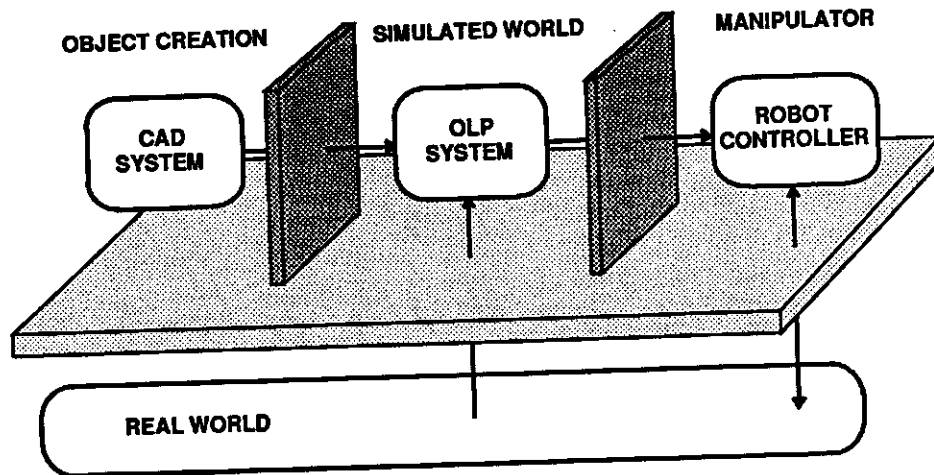 OBJECT CREATION
SIMULATED WORLD
MANIPULATOR
CAD
SYSTEM
OLP
SYSTEM
ROBOT
CONTROLLER
REAL WORLD